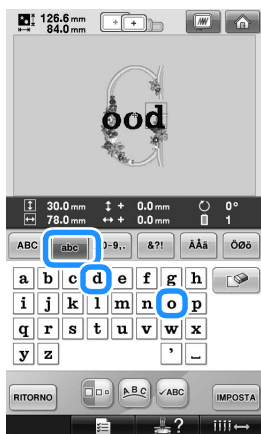 126.6 mm
84.0 mm
ood
30.0 mm + 0.0 mm 0°
78.0 mm + 0.0 mm 1
ABC abc 0-9,. &?! ÄÅä ÖØö
a b c d e f g h
i j k l m n o p
q r s t u v w x
y z ’ _
RITORNO ABC ✓ABC IMPOSTA
?